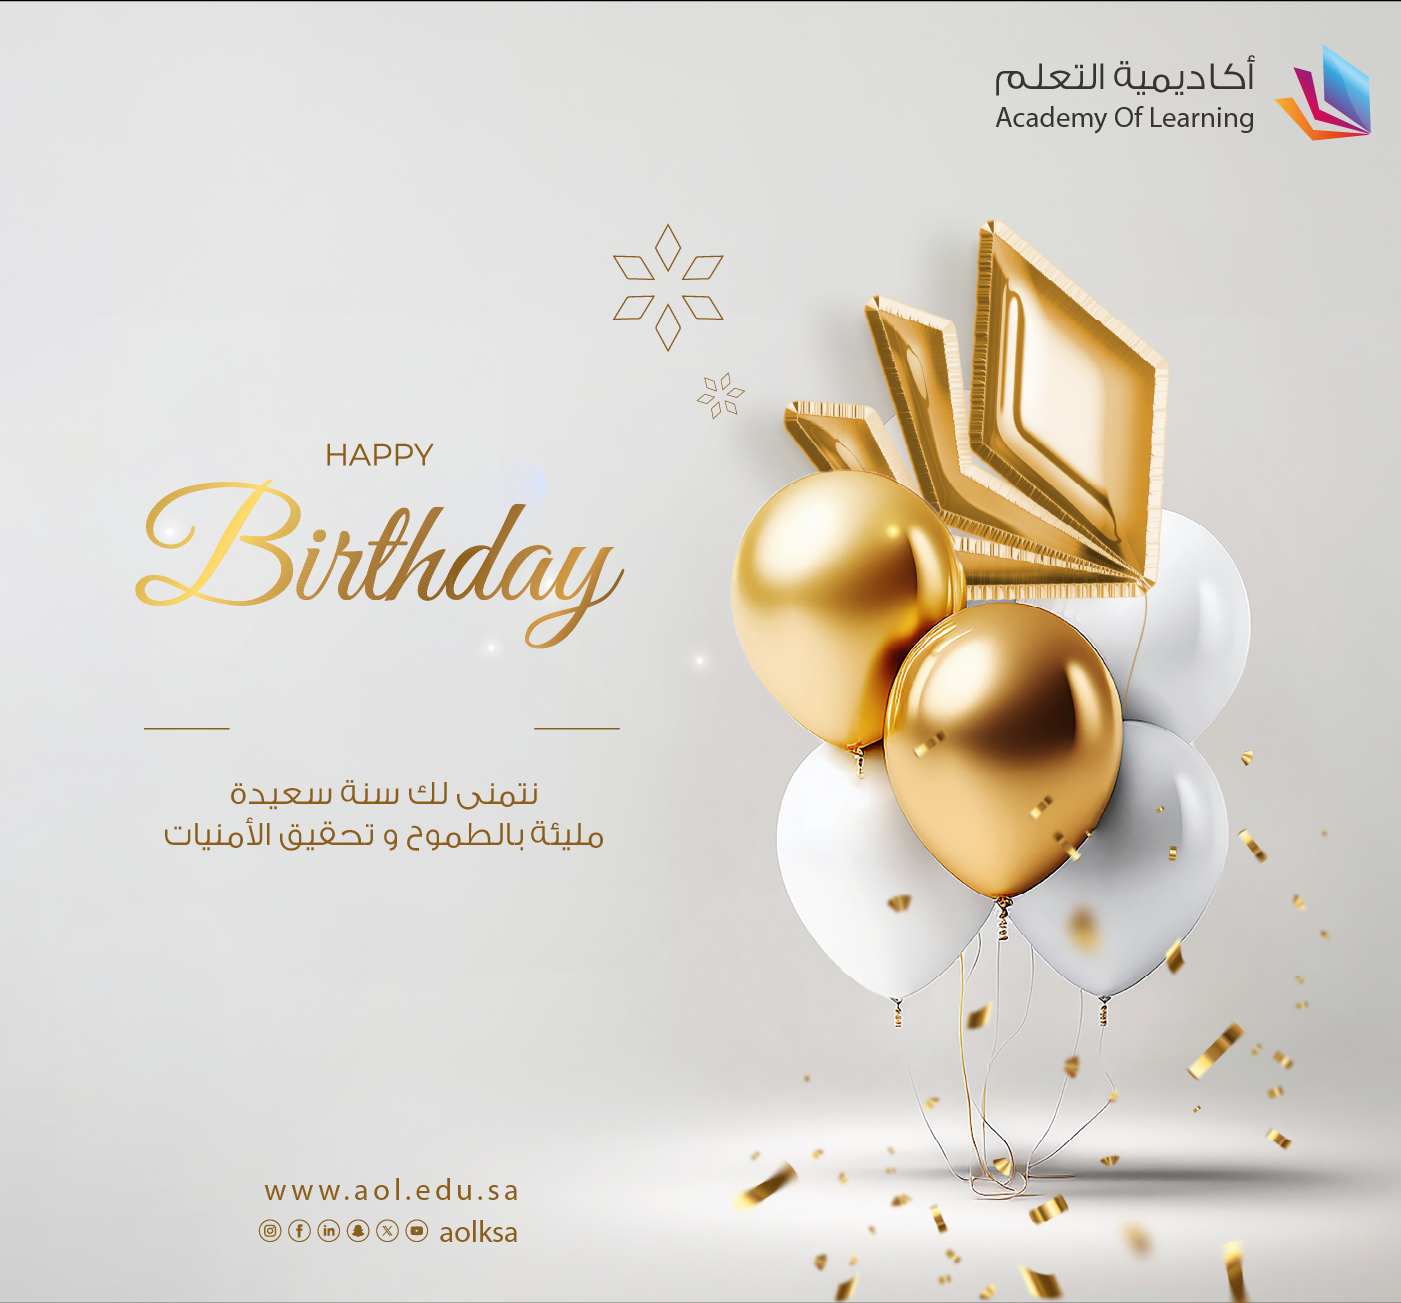 أكاديمية التعلم
Academy Of Learning
HAPPY
Birthday
نتمنى لك سنة سعيدة
مليئة بالطموح و تحقيق الأمنيات
www.aol.edu.sa
aolksa